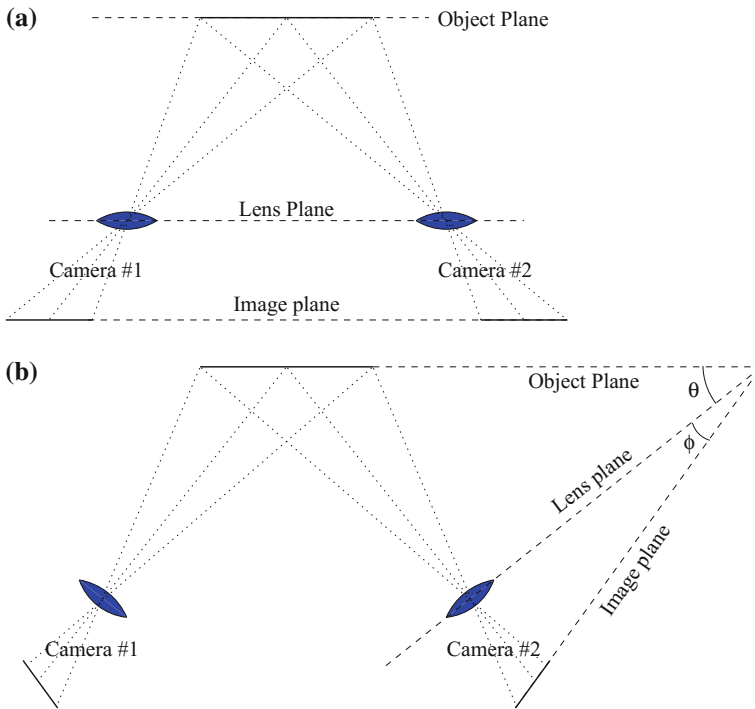 (a)
Object Plane
Lens Plane
Camera #1
Camera #2
Image plane
(b)
Object Plane
θ
ϕ
Lens plane
Image plane
Camera #1
Camera #2